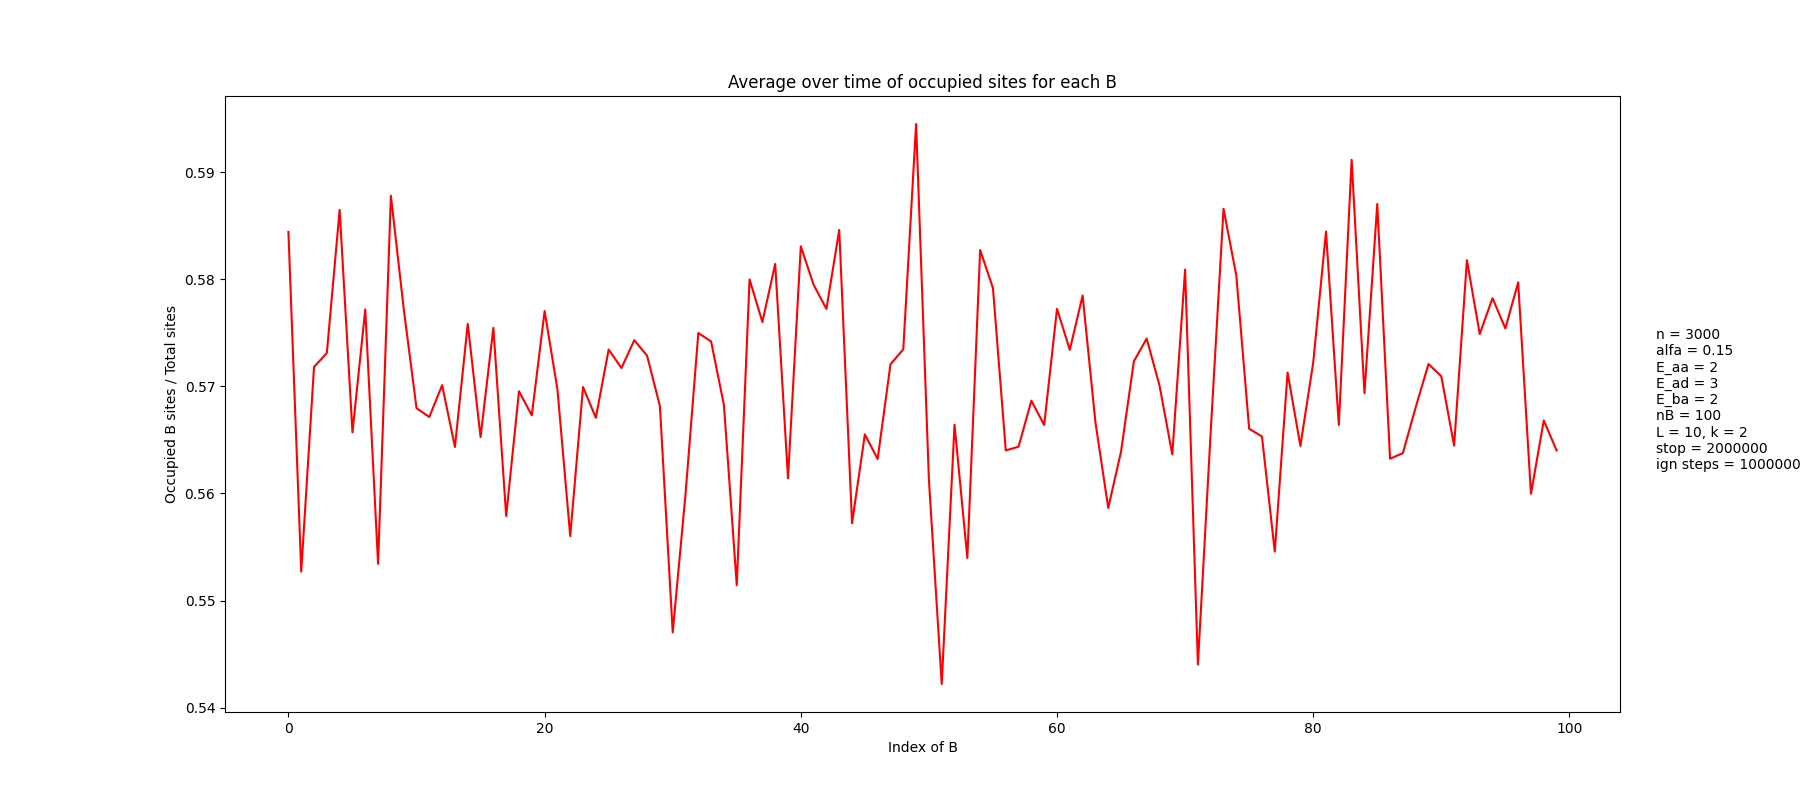 Average over time of occupied sites for each B
Occupied B sites / Total sites
0.59
0.58
0.57
0.56
0.55
0.54
0
20
40
60
80
100
Index of B
n = 3000
alfa = 0.15
E_aa = 2
E_ad = 3
E_ba = 2
nB = 100
L = 10, k = 2
stop = 2000000
ign steps = 1000000